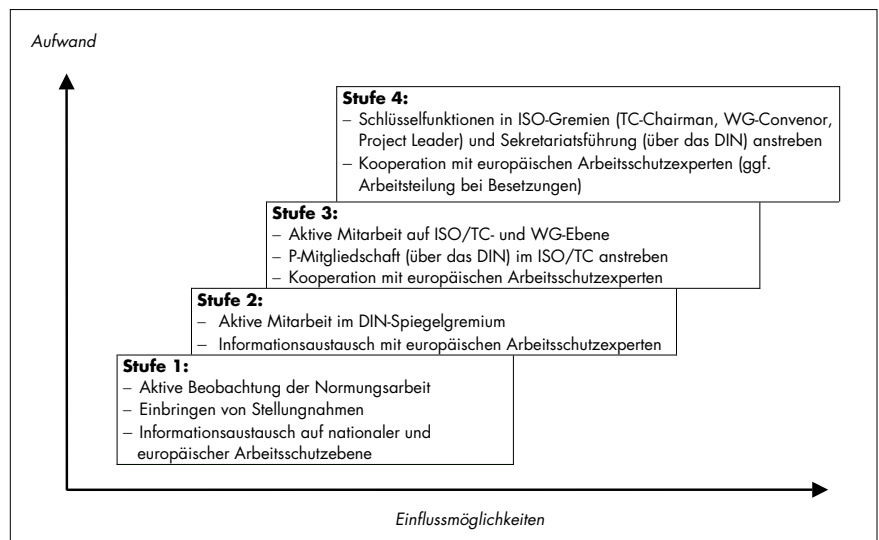 Aufwand
Stufe 4:
– Schlüsselfunktionen in ISO-Gremien (TC-Chairman, WG-Convenor,
Project Leader) und Sekretariatsführung (über das DIN) anstreben
– Kooperation mit europäischen Arbeitsschutzexperten (ggf.
Arbeitsteilung bei Besetzungen)
Stufe 3:
– Aktive Mitarbeit auf ISO/TC- und WG-Ebene
– P-Mitgliedschaft (über das DIN) im ISO/TC anstreben
– Kooperation mit europäischen Arbeitsschutzexperten
Stufe 2:
– Aktive Mitarbeit im DIN-Spiegelgremium
– Informationsaustausch mit europäischen Arbeitsschutzexperten
Stufe 1:
– Aktive Beobachtung der Normungsarbeit
– Einbringen von Stellungnahmen
– Informationsaustausch auf nationaler und
europäischer Arbeitsschutzebene
Einflussmöglichkeiten